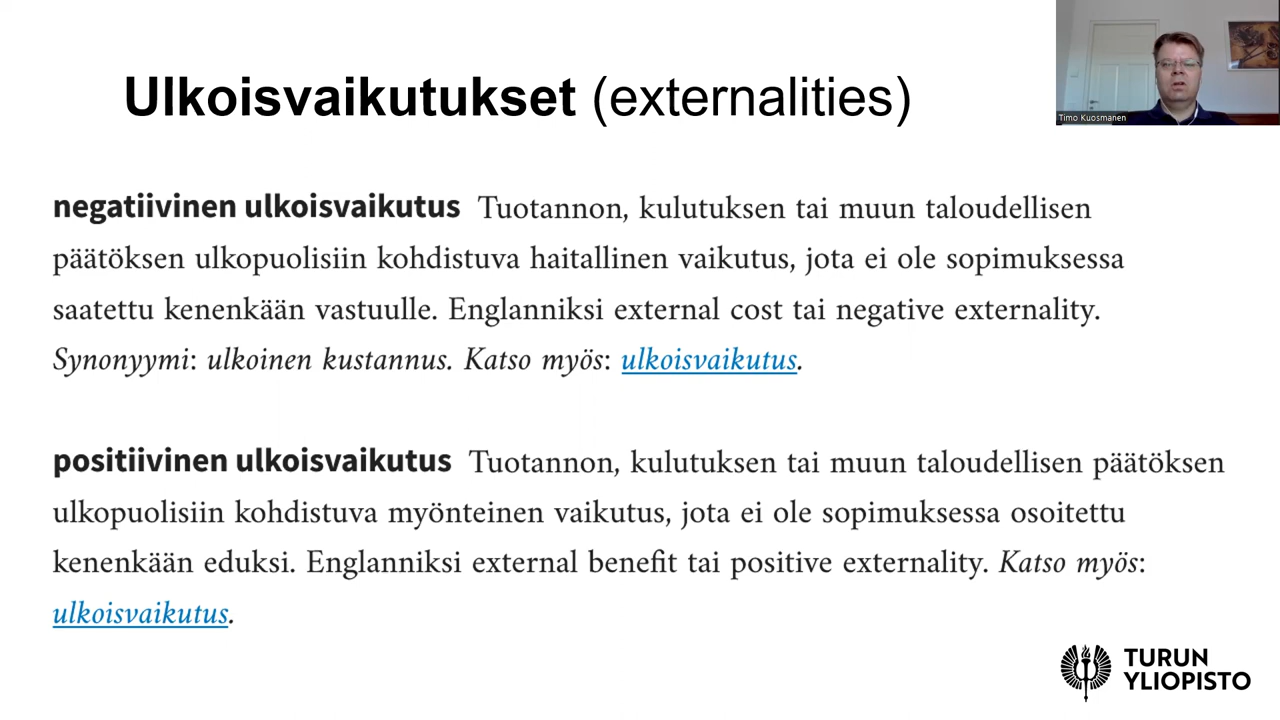 Ulkoisvaikutukset (externalities)
Timo Kuosmanen
negatiivinen ulkoisvaikutus Tuotannon, kulutuksen tai muun taloudellisen
päätöksen ulkopuolisiin kohdistuva haitallinen vaikutus, jota ei ole sopimuksessa
saatettu kenenkään vastuulle. Englanniksi external cost tai negative externality.
Synonyymi: ulkoinen kustannus. Katso myös: ulkoisvaikutus.
positiivinen ulkoisvaikutus Tuotannon, kulutuksen tai muun taloudellisen päätöksen
ulkopuolisiin kohdistuva myönteinen vaikutus, jota ei ole sopimuksessa osoitettu
kenenkään eduksi. Englanniksi external benefit tai positive externality. Katso myös:
ulkoisvaikutus.
TURUN
YLIOPISTO